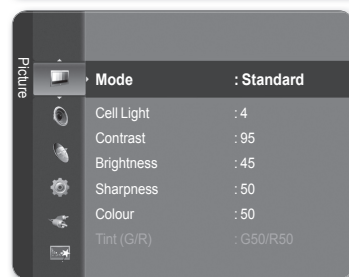 Picture
Mode : Standard
Cell Light : 4
Contrast : 95
Brightness : 45
Sharpness : 50
Colour : 50
Tint (G/R) : G50/R50